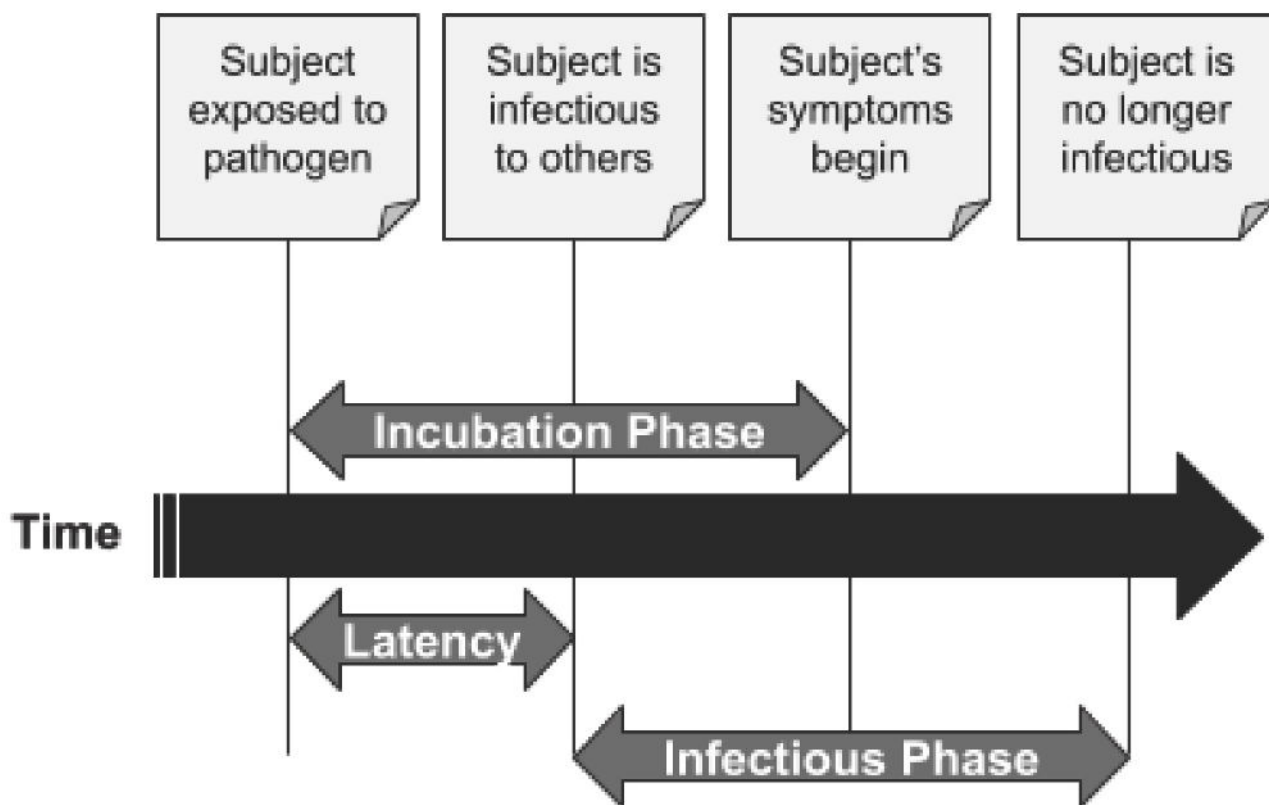 Subject
exposed to
pathogen
Subject is
infectious
to others
Subject's
symptoms
begin
Subject is
no longer
infectious
Incubation Phase
Time
Latency
Infectious Phase